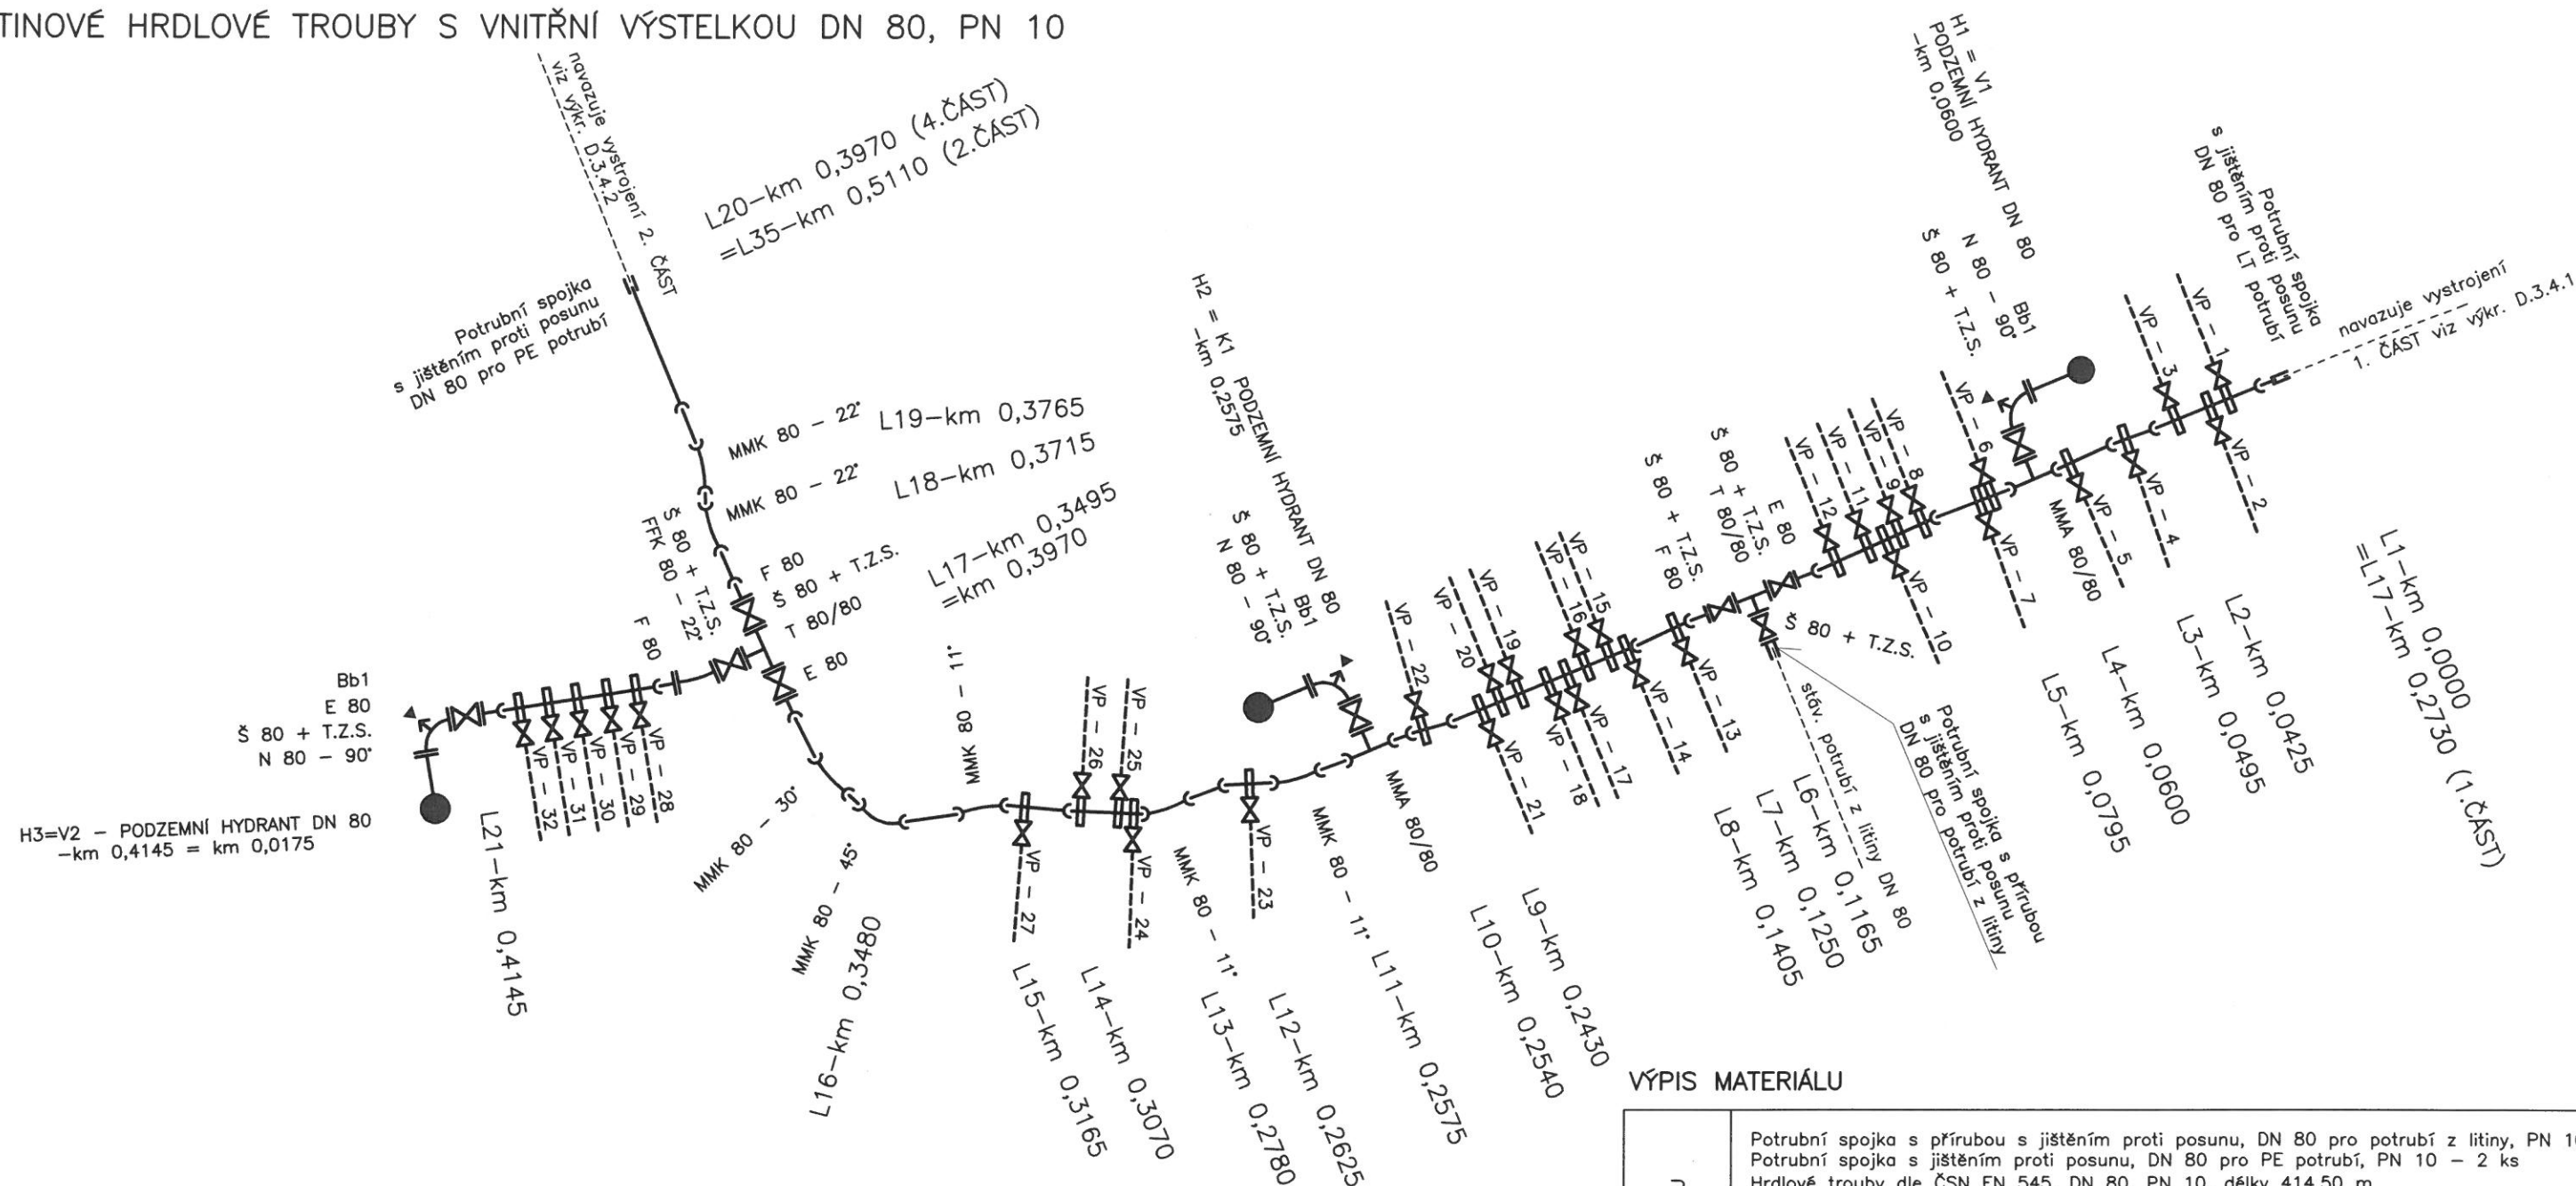 TINOVÉ HRDLOVÉ TROUBY S VNITŘNÍ VÝSTELKOU DN 80, PN 10
navazuje vystrojení 2. ČÁST
viz výkr. D.3.4.2
L20-km 0,3970 (4.ČÁST)
=L35-km 0,5110 (2.ČÁST)
Potrubní spojka
s jištěním proti posunu
DN 80 pro PE potrubí
MMK 80 - 22°
L19-km 0,3765
MMK 80 - 22°
L18-km 0,3715
F 80
Š 80 + T.Z.S.
T 80/80
L17-km 0,3495
=km 0,3970
Š 80 + T.Z.S.
FFK 80 - 22°
F 80
E 80
Bb1
E 80
Š 80 + T.Z.S.
N 80 - 90°
H3=V2 - PODZEMNÍ HYDRANT DN 80
-km 0,4145 = km 0,0175
VP - 32
VP - 31
VP - 30
VP - 29
VP - 28
L21-km 0,4145
MMK 80 - 30°
MMK 80 - 45°
L16-km 0,3480
MMK 80 - 11°
VP - 26
VP - 25
VP - 27
VP - 24
VP - 23
L15-km 0,3165
L14-km 0,3070
MMK 80 - 11°
L13-km 0,2780
L12-km 0,2625
MMK 80 - 11°
L11-km 0,2575
MMA 80/80
H2 = K1 PODZEMNÍ HYDRANT DN 80
-km 0,2575
Bb1
Š 80 + T.Z.S.
N 80 - 90°
VP - 22
VP - 20
VP - 19
VP - 16
VP - 15
VP - 21
VP - 18
VP - 17
VP - 14
VP - 13
L10-km 0,2540
L9-km 0,2430
Š 80 + T.Z.S.
F 80
E 80
Š 80 + T.Z.S.
T 80/80
Š 80 + T.Z.S.
stáv. potrubí z litiny DN 80
Potrubní spojka s přírubou
s jištěním proti posunu
DN 80 pro potrubí z litiny
L8-km 0,1405
L7-km 0,1250
L6-km 0,1165
VP - 12
VP - 11
VP - 9
VP - 8
VP - 10
VP - 6
VP - 7
MMA 80/80
VP - 5
VP - 4
VP - 3
VP - 1
VP - 2
L5-km 0,0795
L4-km 0,0600
L3-km 0,0495
L2-km 0,0425
L1-km 0,0000
=L17-km 0,2730 (1.ČÁST)
H1 = V1
PODZEMNÍ HYDRANT DN 80
-km 0,0600
Bb1
N 80 - 90°
Š 80 + T.Z.S.
Potrubní spojka
s jištěním proti posunu
DN 80 pro LT potrubí
navazuje vystrojení
1. ČÁST viz výkr. D.3.4.1
VÝPIS MATERIÁLU
Potrubní spojka s přírubou s jištěním proti posunu, DN 80 pro potrubí z litiny, PN 10
Potrubní spojka s jištěním proti posunu, DN 80 pro PE potrubí, PN 10 - 2 ks
Hrdlové trouby dle ČSN EN 545, DN 80, PN 10, délky 414,50 m